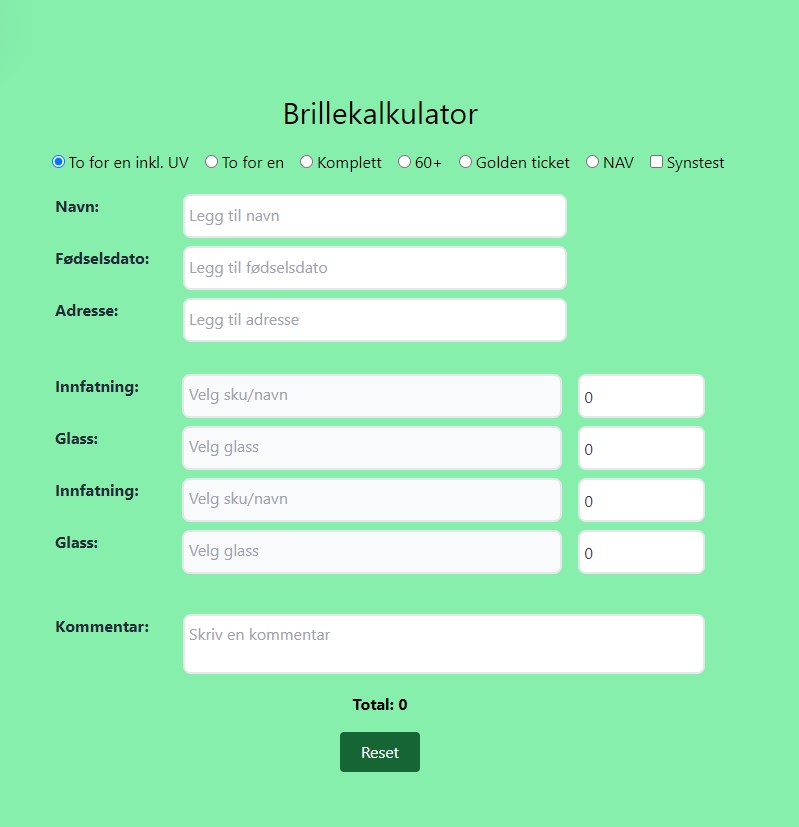 Brillekalkulator
To for en inkl. UV To for en Komplett 60+ Golden ticket NAV Synstest
Navn: Legg til navn
Fødselsdato: Legg til fødselsdato
Adresse: Legg til adresse
Innfatning: Velg sku/navn 0
Glass: Velg glass 0
Innfatning: Velg sku/navn 0
Glass: Velg glass 0
Kommentar: Skriv en kommentar
Total: 0
Reset